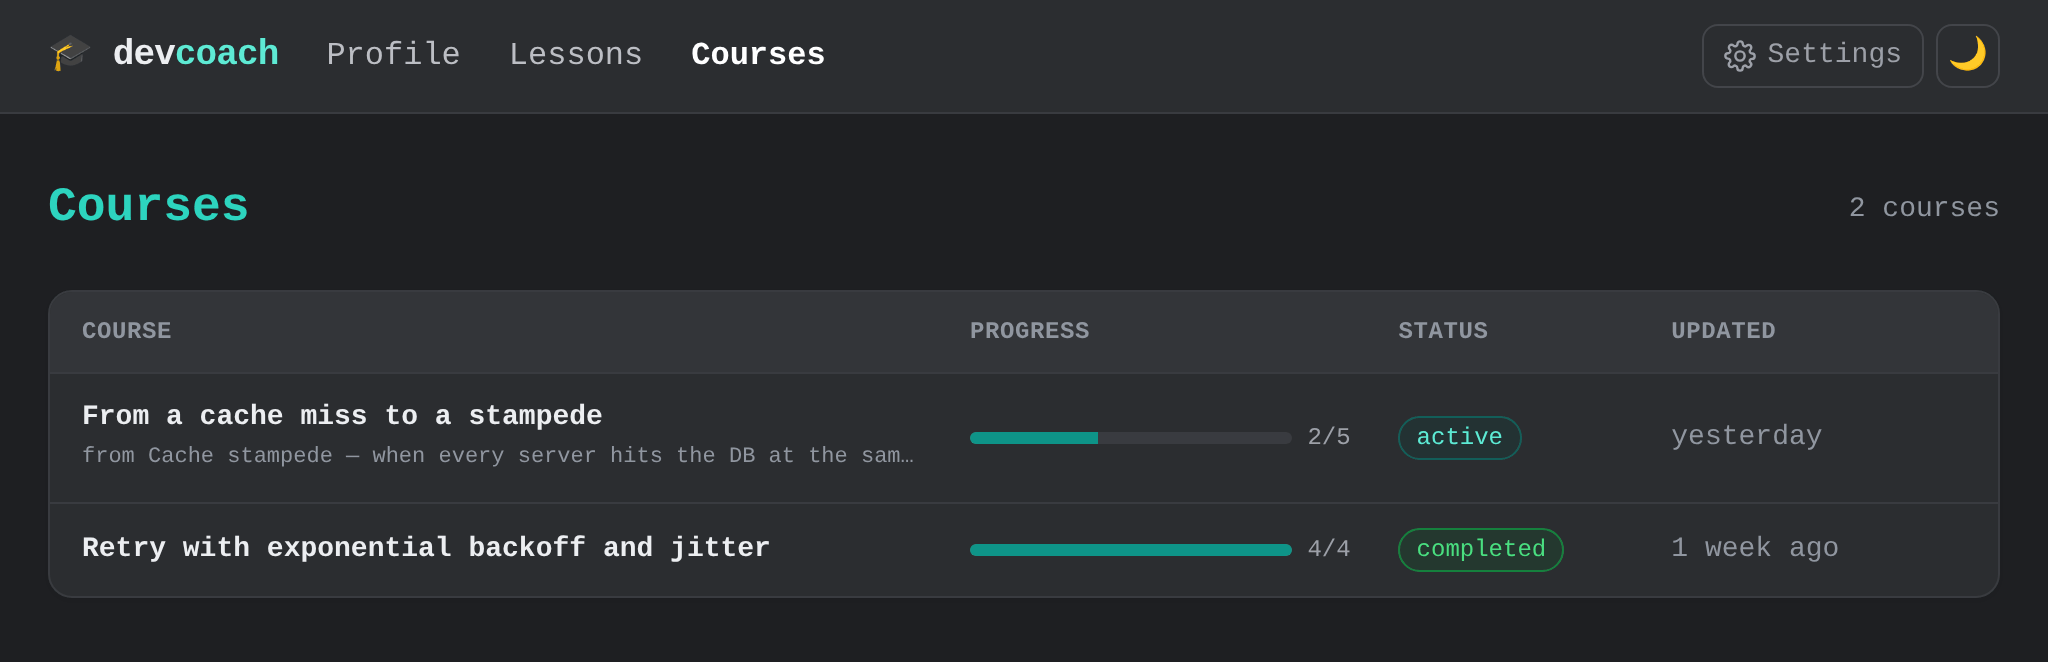 devcoach Profile Lessons Courses Settings
Courses
2 courses
COURSE PROGRESS STATUS UPDATED
From a cache miss to a stampede
from Cache stampede — when every server hits the DB at the sam…
2/5 active yesterday
Retry with exponential backoff and jitter 4/4 completed 1 week ago